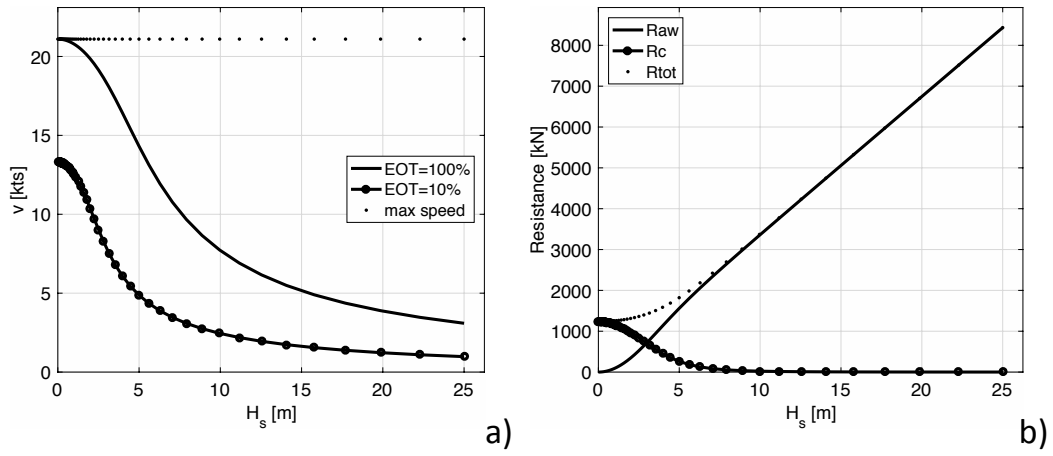 20
15
10
5
0
v [kts]
EOT=100%
EOT=10%
max speed
0 5 10 15 20 25
H_s [m]
a)
8000
7000
6000
5000
4000
3000
2000
1000
0
Resistance [kN]
Raw
Rc
Rtot
0 5 10 15 20 25
H_s [m]
b)